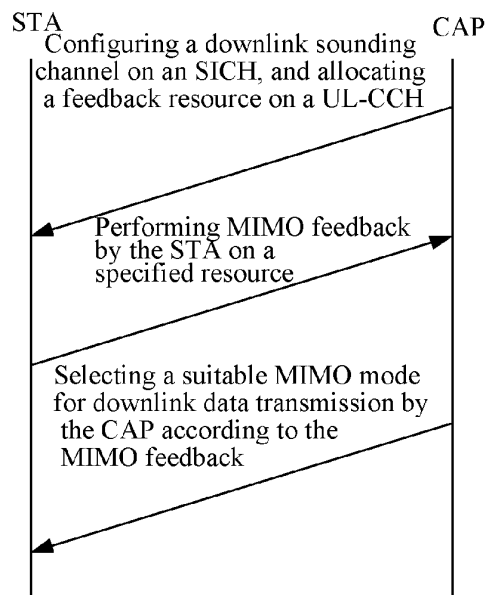 STA
CAP
Configuring a downlink sounding
channel on an SICH, and allocating
a feedback resource on a UL-CCH
Performing MIMO feedback
by the STA on a
specified resource
Selecting a suitable MIMO mode
for downlink data transmission by
the CAP according to the
MIMO feedback